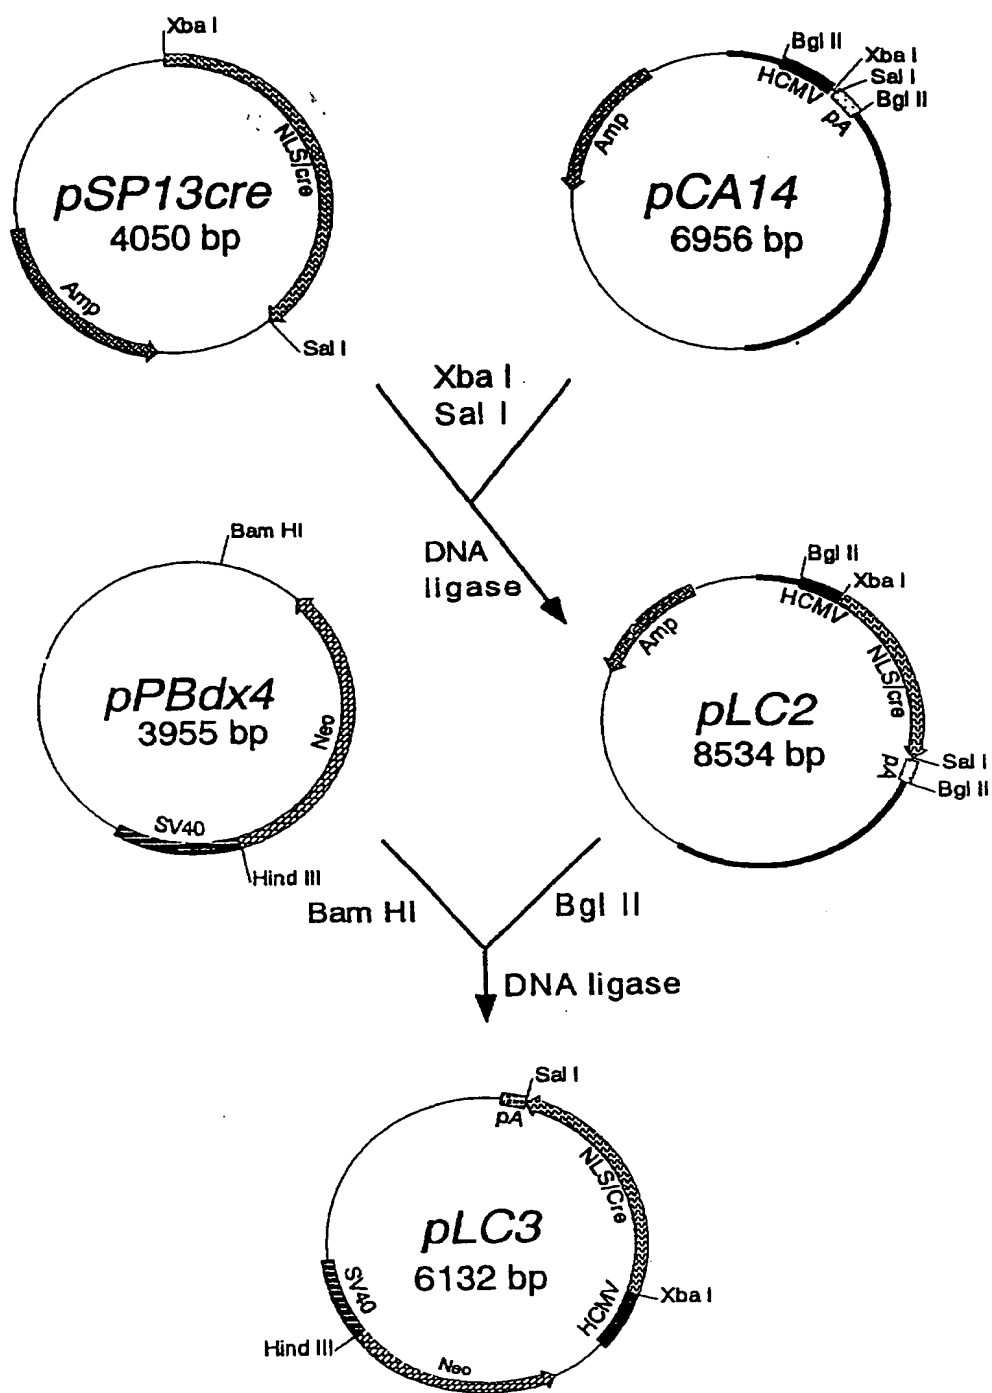 Xba I
NLS/cre
pSP13cre
4050 bp
Amp
Sal I
Bgl II
Xba I
Sal I
Bgl II
HCMV
pA
Amp
pCA14
6956 bp
Xba I
Sal I
DNA
ligase
Bam HI
pPBdx4
3955 bp
Neo
SV40
Hind III
Bgl II
Xba I
HCMV
Amp
NLS/cre
pLC2
8534 bp
Sal I
pA
Bgl II
Bam HI
Bgl II
DNA ligase
Sal I
pA
NLS/Cre
pLC3
6132 bp
SV40
HCMV
Xba I
Hind III
Neo